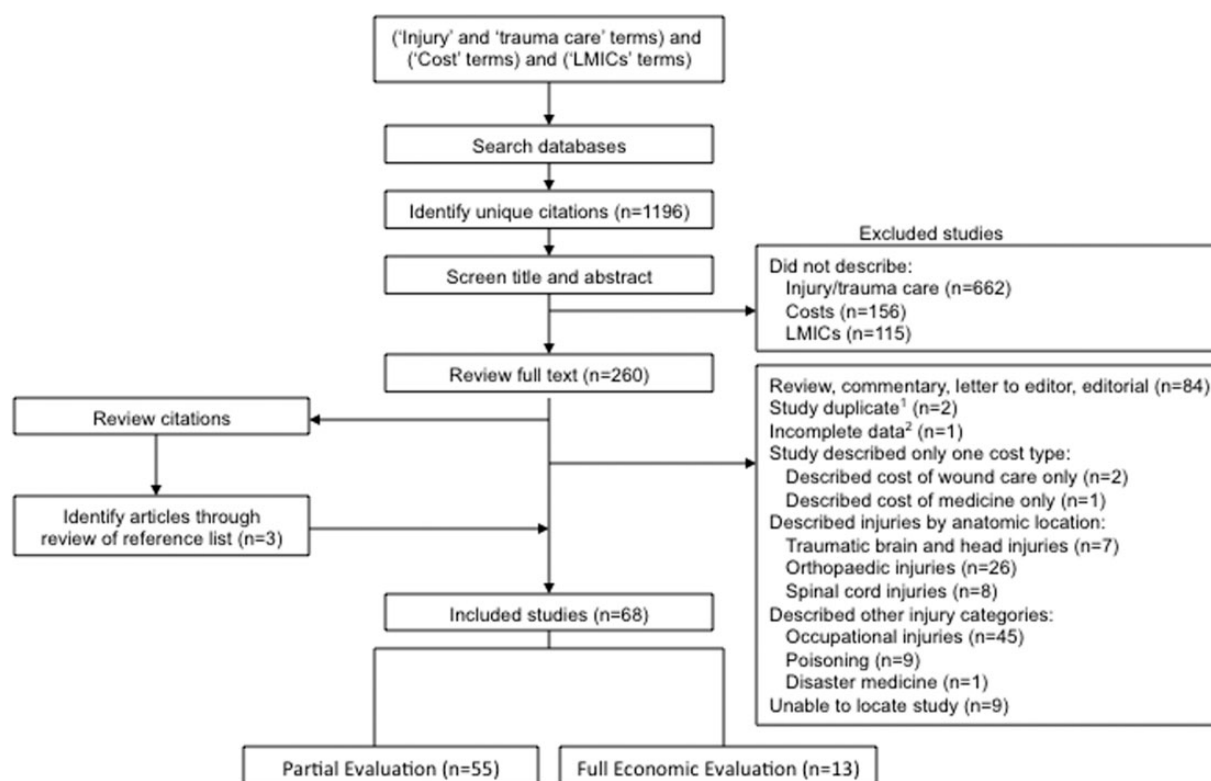 ('Injury' and 'trauma care' terms) and
('Cost' terms) and ('LMICs' terms)
Search databases
Identify unique citations (n=1196)
Screen title and abstract
Excluded studies
Did not describe:
Injury/trauma care (n=662)
Costs (n=156)
LMICs (n=115)
Review full text (n=260)
Review citations
Identify articles through
review of reference list (n=3)
Review, commentary, letter to editor, editorial (n=84)
Study duplicate¹ (n=2)
Incomplete data² (n=1)
Study described only one cost type:
Described cost of wound care only (n=2)
Described cost of medicine only (n=1)
Described injuries by anatomic location:
Traumatic brain and head injuries (n=7)
Orthopaedic injuries (n=26)
Spinal cord injuries (n=8)
Described other injury categories:
Occupational injuries (n=45)
Poisoning (n=9)
Disaster medicine (n=1)
Unable to locate study (n=9)
Included studies (n=68)
Partial Evaluation (n=55)
Full Economic Evaluation (n=13)